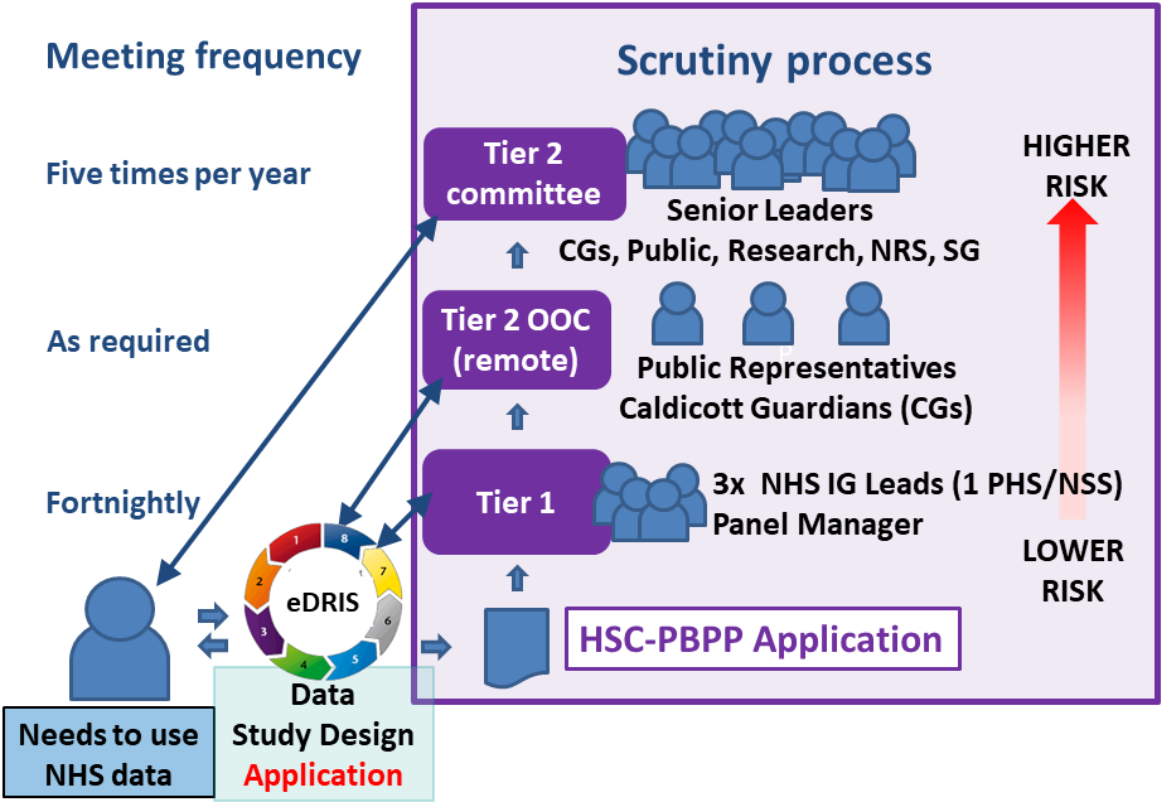 Meeting frequency
Scrutiny process
Five times per year
Tier 2
committee
HIGHER
RISK
Senior Leaders
CGs, Public, Research, NRS, SG
As required
Tier 2 OOC
(remote)
P
Public Representatives
Caldicott Guardians (CGs)
Fortnightly
Tier 1
3x  NHS IG Leads (1 PHS/NSS)
Panel Manager
LOWER
RISK
1
8
2
7
eDRIS
3
6
4
5
HSC-PBPP Application
Data
Study Design
Application
Needs to use
NHS data